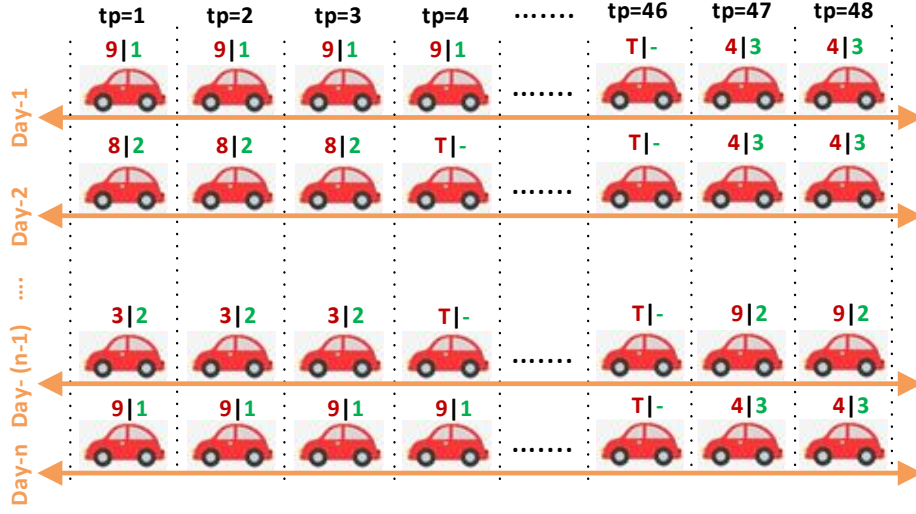 tp=1 tp=2 tp=3 tp=4 ....... tp=46 tp=47 tp=48
9|1 9|1 9|1 9|1 T|- 4|3 4|3
.......
Day-1
8|2 8|2 8|2 T|- T|- 4|3 4|3
.......
Day-2
....
3|2 3|2 3|2 T|- T|- 9|2 9|2
.......
Day- (n-1)
9|1 9|1 9|1 9|1 T|- 4|3 4|3
.......
Day-n